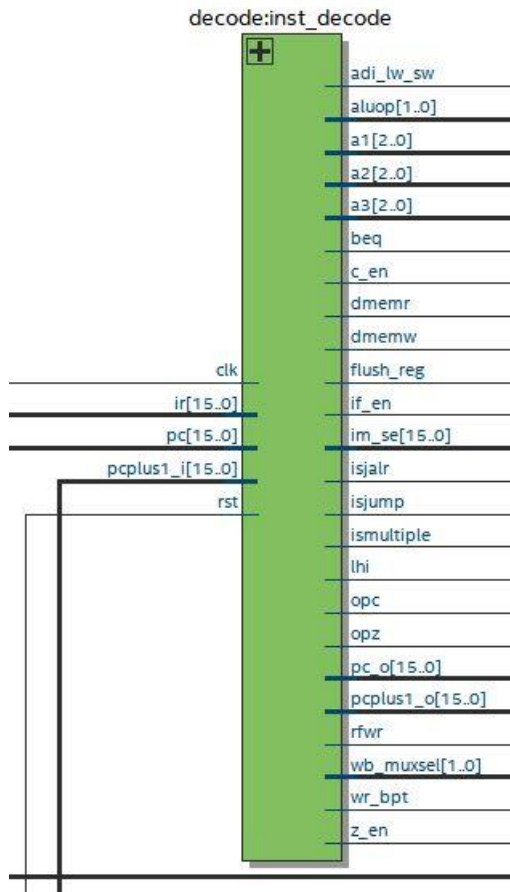 decode:inst_decode
adi_lw_sw
aluop[1..0]
a1[2..0]
a2[2..0]
a3[2..0]
beq
c_en
dmemr
dmemw
clk
flush_reg
ir[15..0]
if_en
pc[15..0]
im_se[15..0]
pcplus1_i[15..0]
isjalr
rst
isjump
ismultiple
lhi
opc
opz
pc_o[15..0]
pcplus1_o[15..0]
rfwr
wb_muxsel[1..0]
wr_bpt
z_en